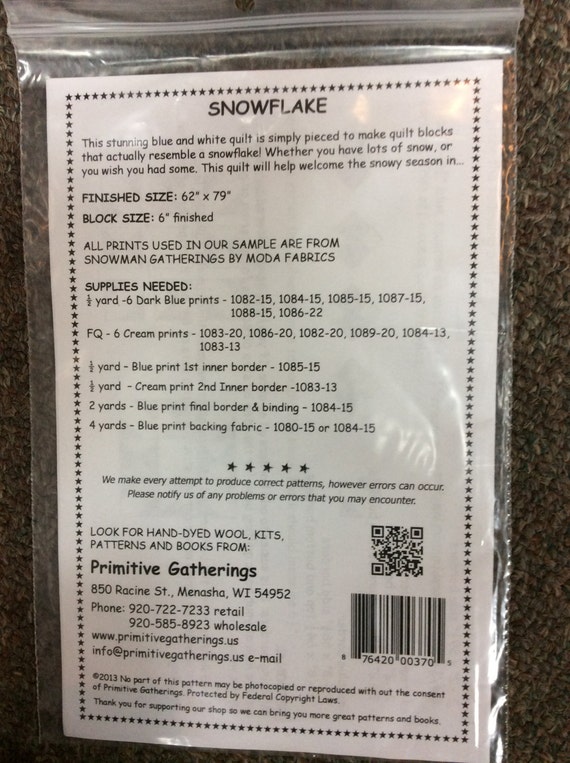 SNOWFLAKE
This stunning blue and white quilt is simply pieced to make quilt blocks
that actually resemble a snowflake! Whether you have lots of snow, or
you wish you had some. This quilt will help welcome the snowy season in...
FINISHED SIZE: 62" x 79"
BLOCK SIZE: 6" finished
ALL PRINTS USED IN OUR SAMPLE ARE FROM
SNOWMAN GATHERINGS BY MODA FABRICS
SUPPLIES NEEDED:
½ yard -6 Dark Blue prints - 1082-15, 1084-15, 1085-15, 1087-15,
1088-15, 1086-22
FQ - 6 Cream prints - 1083-20, 1086-20, 1082-20, 1089-20, 1084-13,
1083-13
½ yard - Blue print 1st inner border - 1085-15
½ yard - Cream print 2nd Inner border -1083-13
2 yards - Blue print final border & binding - 1084-15
4 yards - Blue print backing fabric - 1080-15 or 1084-15
We make every attempt to produce correct patterns, however errors can occur.
Please notify us of any problems or errors that you may encounter.
LOOK FOR HAND-DYED WOOL, KITS,
PATTERNS AND BOOKS FROM:
Primitive Gatherings
850 Racine St., Menasha, WI 54952
Phone: 920-722-7233 retail
920-585-8923 wholesale
www.primitivegatherings.us
info@primitivegatherings.us e-mail
8 76420 00370 5
©2013 No part of this pattern may be photocopied or reproduced with out the consent
of Primitive Gatherings. Protected by Federal Copyright Laws.
Thank you for supporting our shop so we can bring you more great patterns and books.